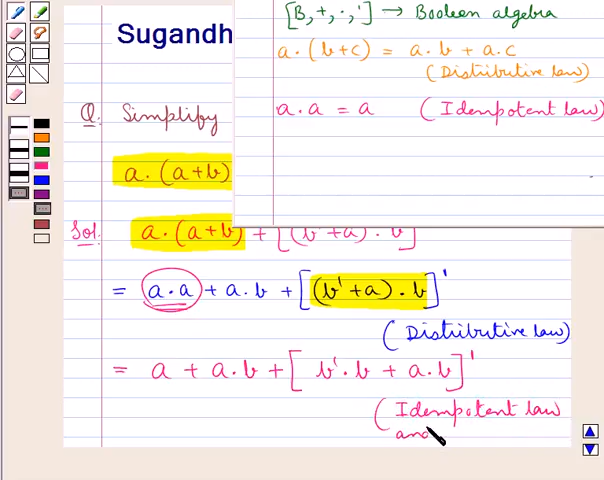 Sugandh
[B, +, ·, '] → Boolean algebra
a · (b+c) = a · b + a · c
(Distributive law)
a · a = a (Idempotent law)
Q: Simplify
a · (a+b)
Sol: a · (a+b) + [(b'+a) · b]'
= a · a + a · b + [(b'+a) · b]'
(Distributive law)
= a + a · b + [b' · b + a · b]'
(Idempotent law
and